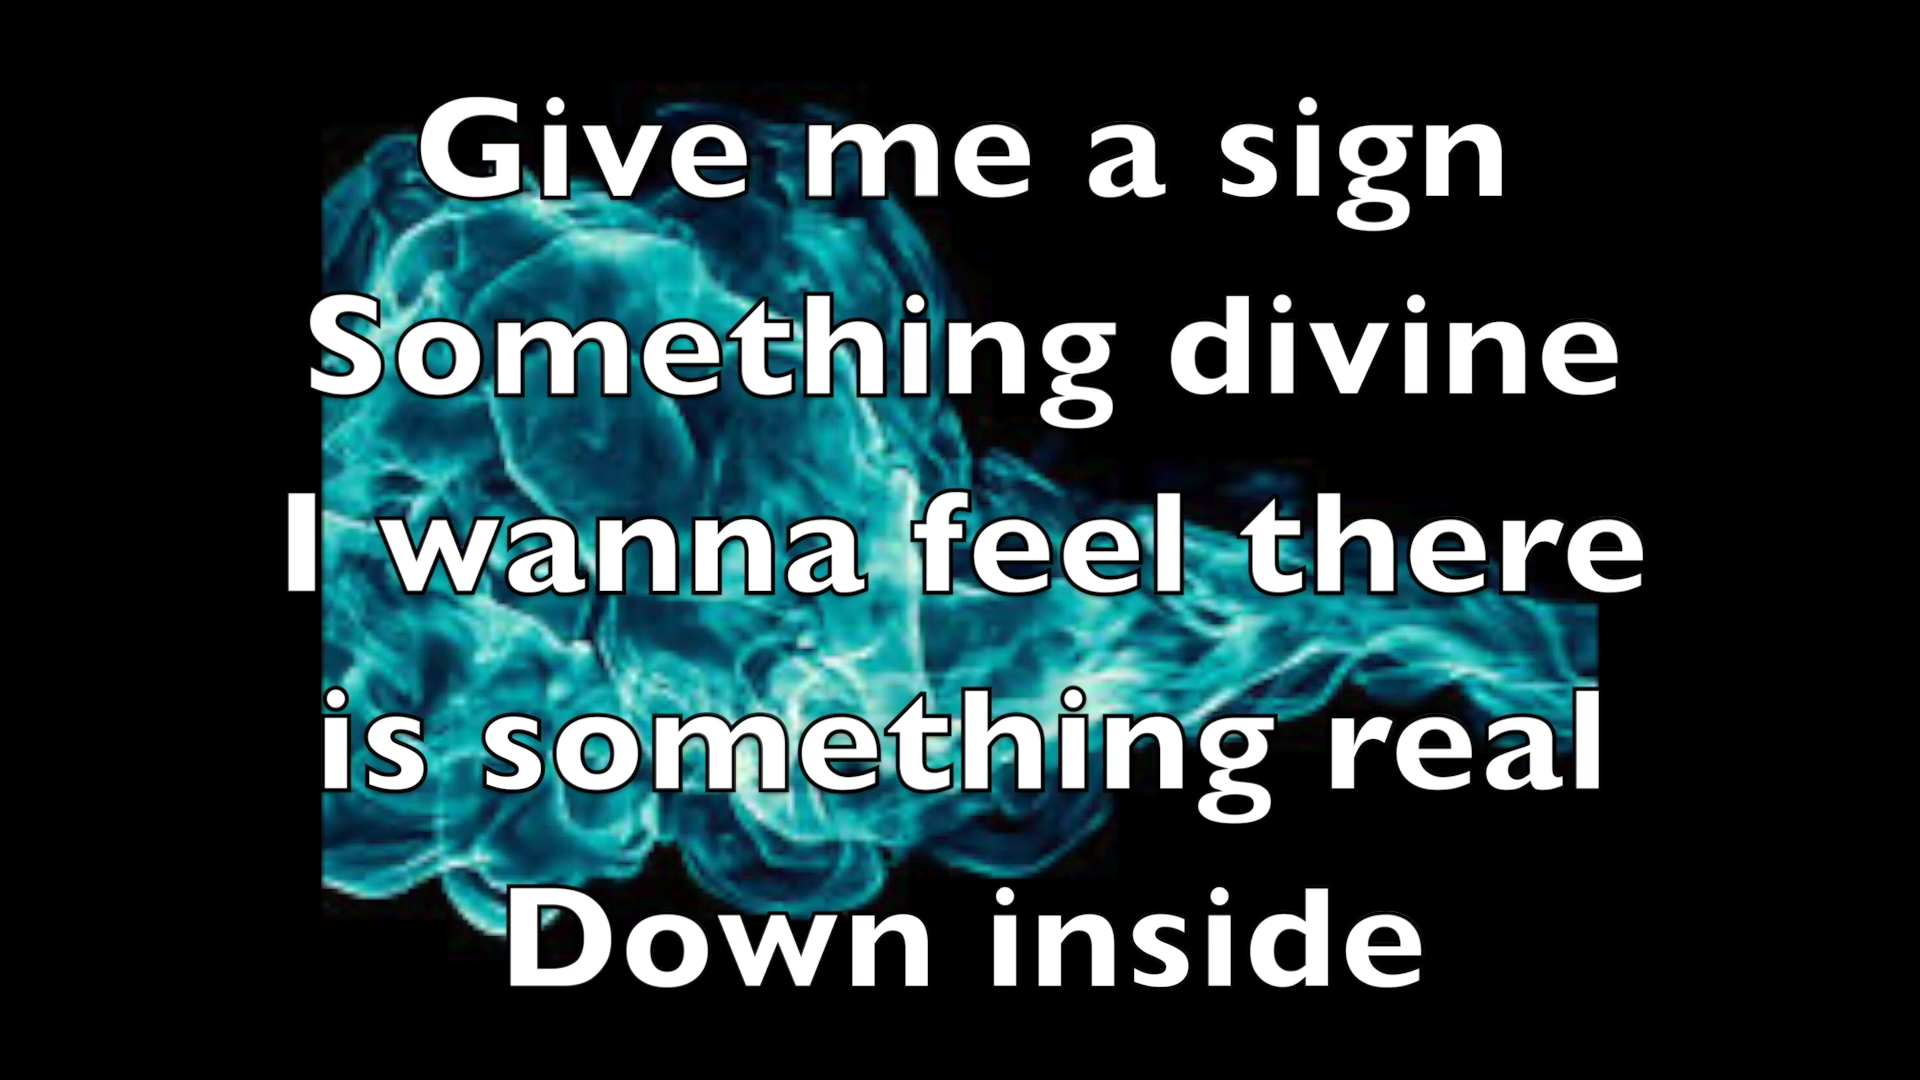 Give me a sign
Something divine
I wanna feel there
is something real
Down inside